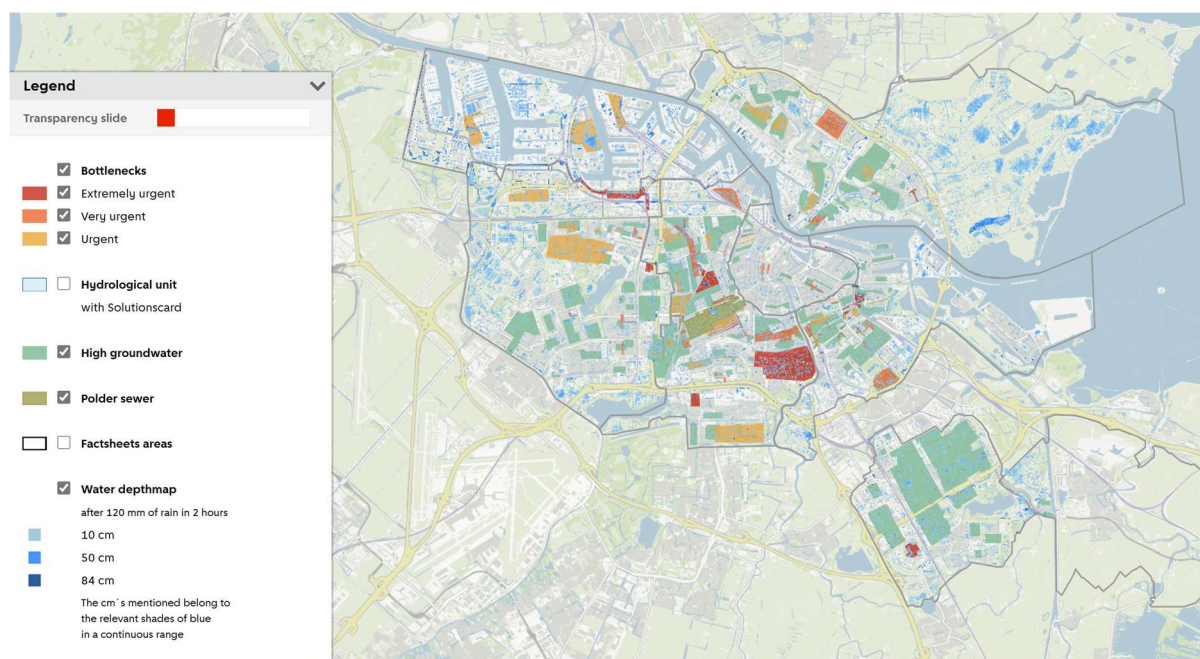 Legend
Transparency slide
Bottlenecks
Extremely urgent
Very urgent
Urgent
Hydrological unit
with Solutionscard
High groundwater
Polder sewer
Factsheets areas
Water depthmap
after 120 mm of rain in 2 hours
10 cm
50 cm
84 cm
The cm`s mentioned belong to
the relevant shades of blue
in a continuous range